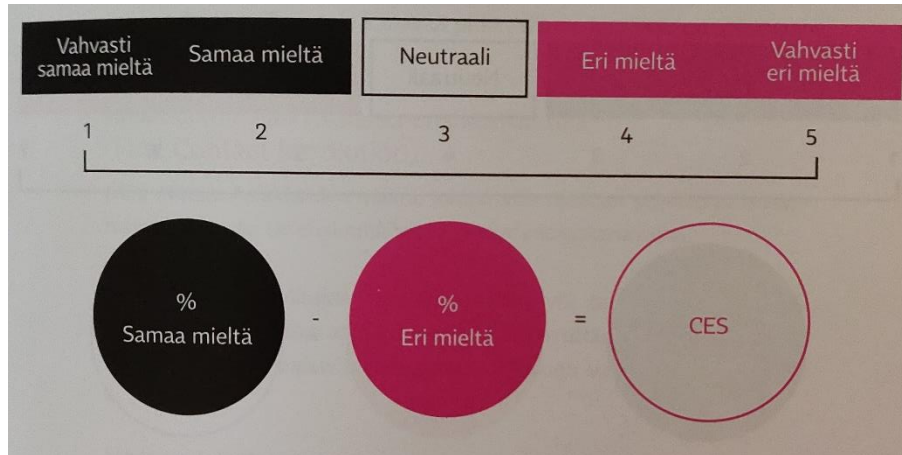 Vahvasti
samaa mieltä
Samaa mieltä
Neutraali
Eri mieltä
Vahvasti
eri mieltä
1 2 3 4 5
%
Samaa mieltä
-
%
Eri mieltä
=
CES